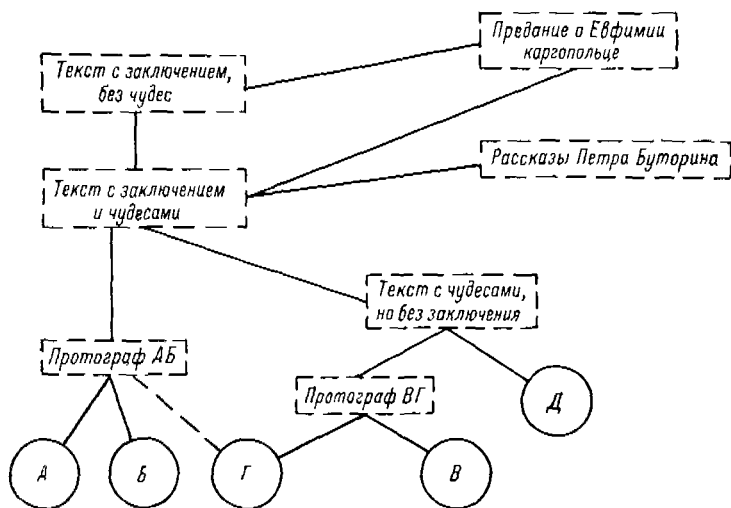 Предание о Евфимии
каргопольце
Текст с заключением,
без чудес
Рассказы Петра Буторина
Текст с заключением
и чудесами
Текст с чудесами,
но без заключения
Протограф АБ
Протограф ВГ
Д
А
Б
Г
В